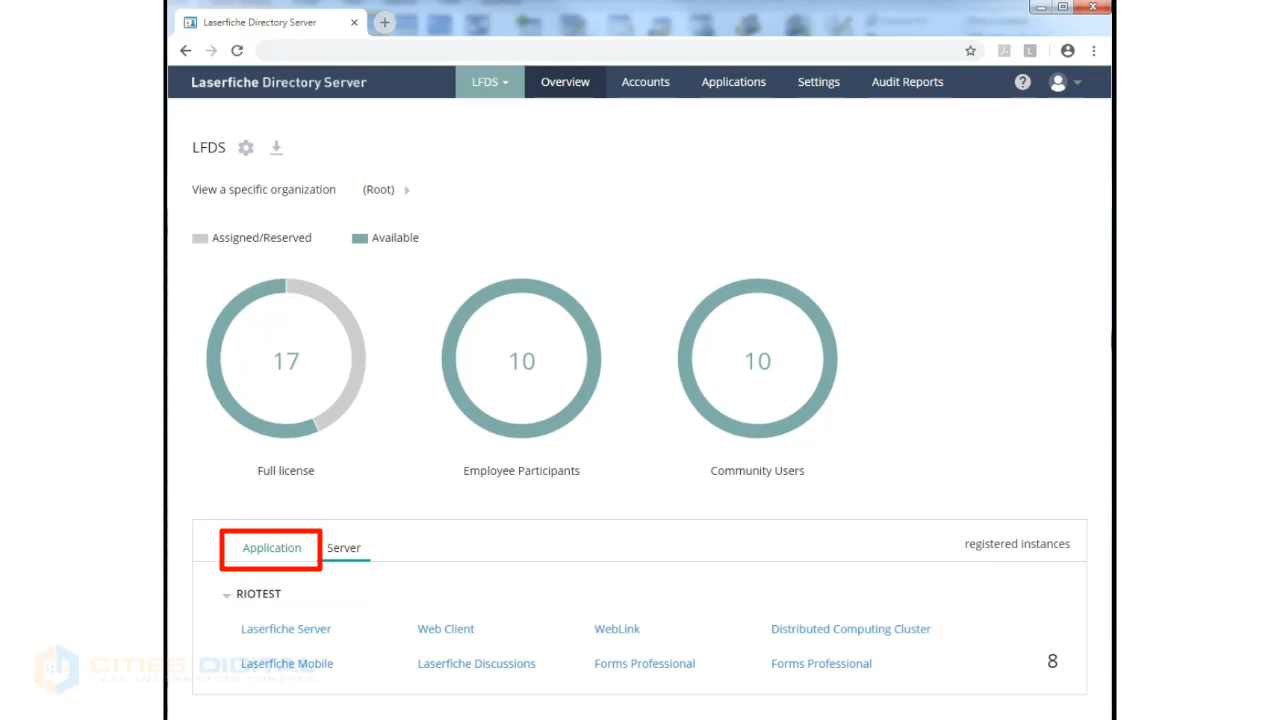 Laserfiche Directory Server
Laserfiche Directory Server LFDS Overview Accounts Applications Settings Audit Reports
LFDS
View a specific organization (Root)
Assigned/Reserved Available
17 10 10
Full license Employee Participants Community Users
Application Server registered instances
RIOTEST
Laserfiche Server Web Client WebLink Distributed Computing Cluster
Laserfiche Mobile Laserfiche Discussions Forms Professional Forms Professional 8
CITIES DIGITAL